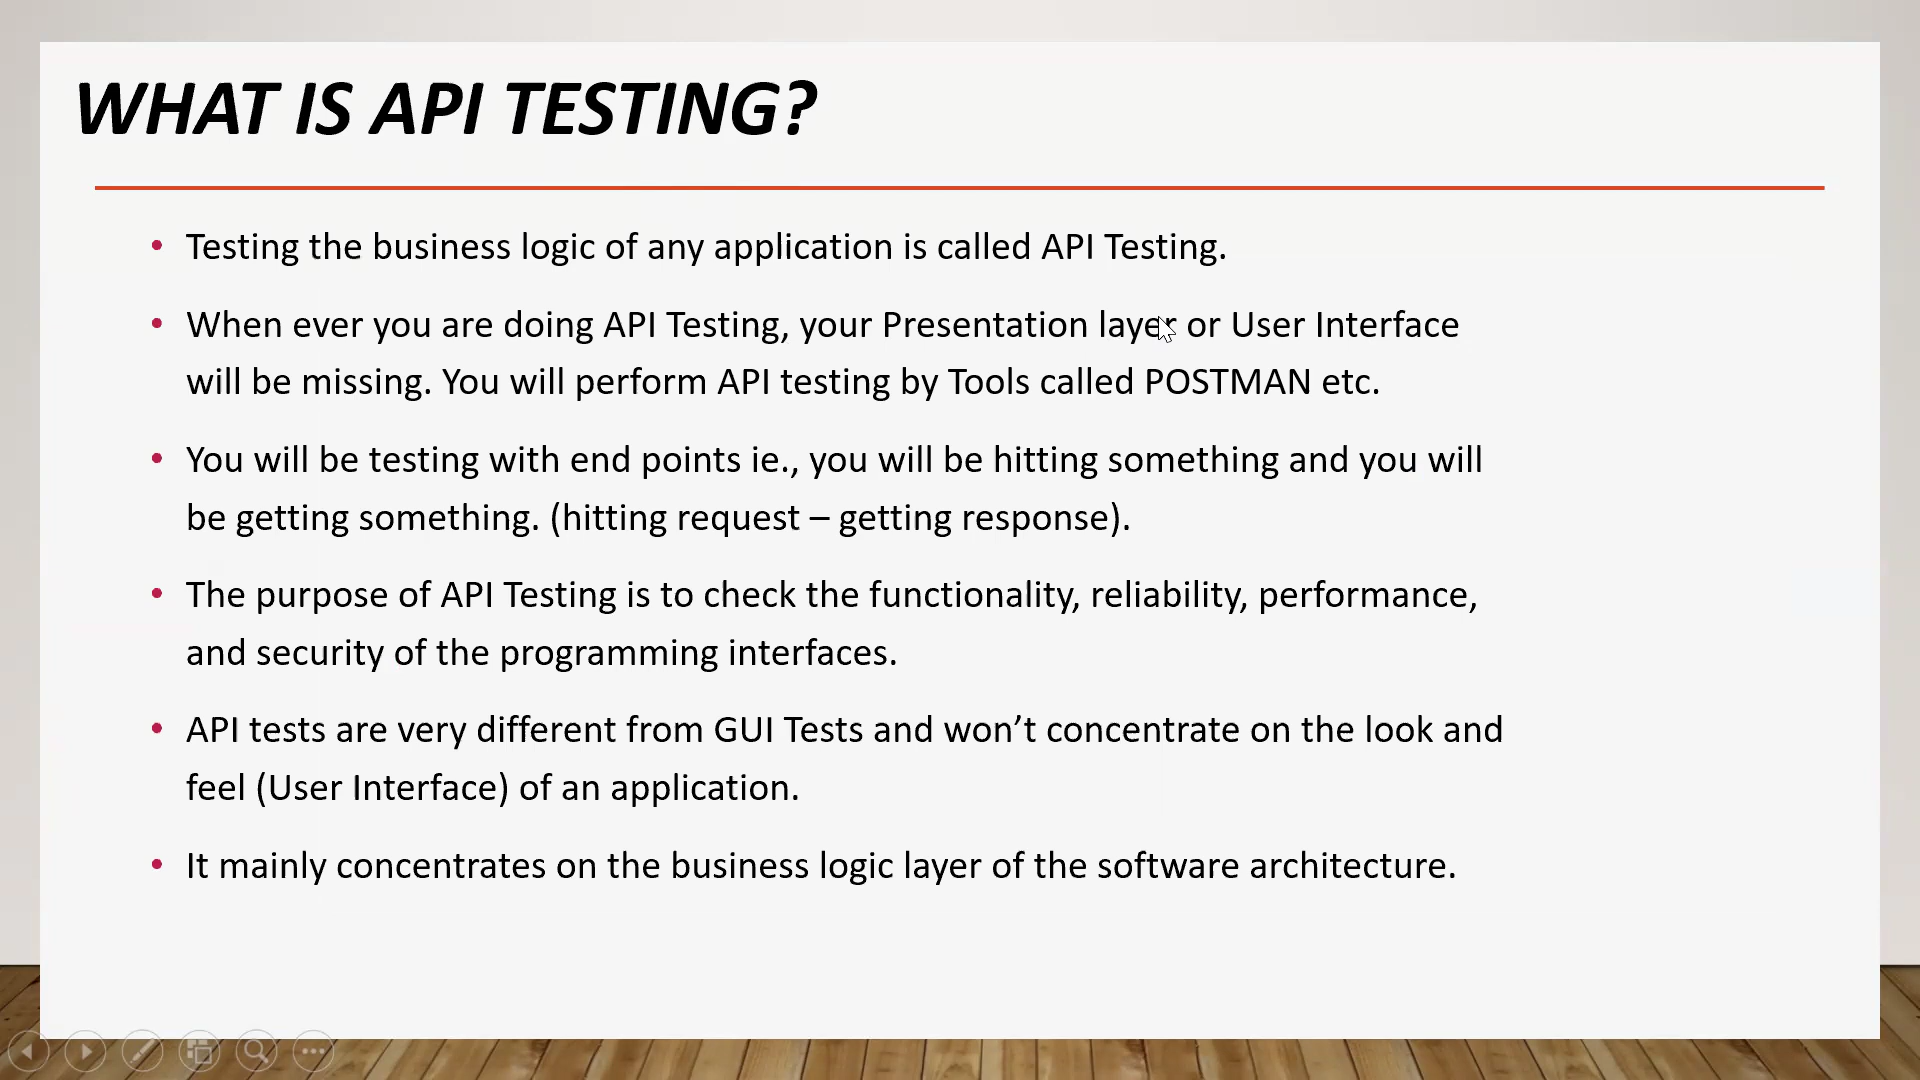 WHAT IS API TESTING?
• Testing the business logic of any application is called API Testing.
• When ever you are doing API Testing, your Presentation layer or User Interface
will be missing. You will perform API testing by Tools called POSTMAN etc.
• You will be testing with end points ie., you will be hitting something and you will
be getting something. (hitting request – getting response).
• The purpose of API Testing is to check the functionality, reliability, performance,
and security of the programming interfaces.
• API tests are very different from GUI Tests and won’t concentrate on the look and
feel (User Interface) of an application.
• It mainly concentrates on the business logic layer of the software architecture.